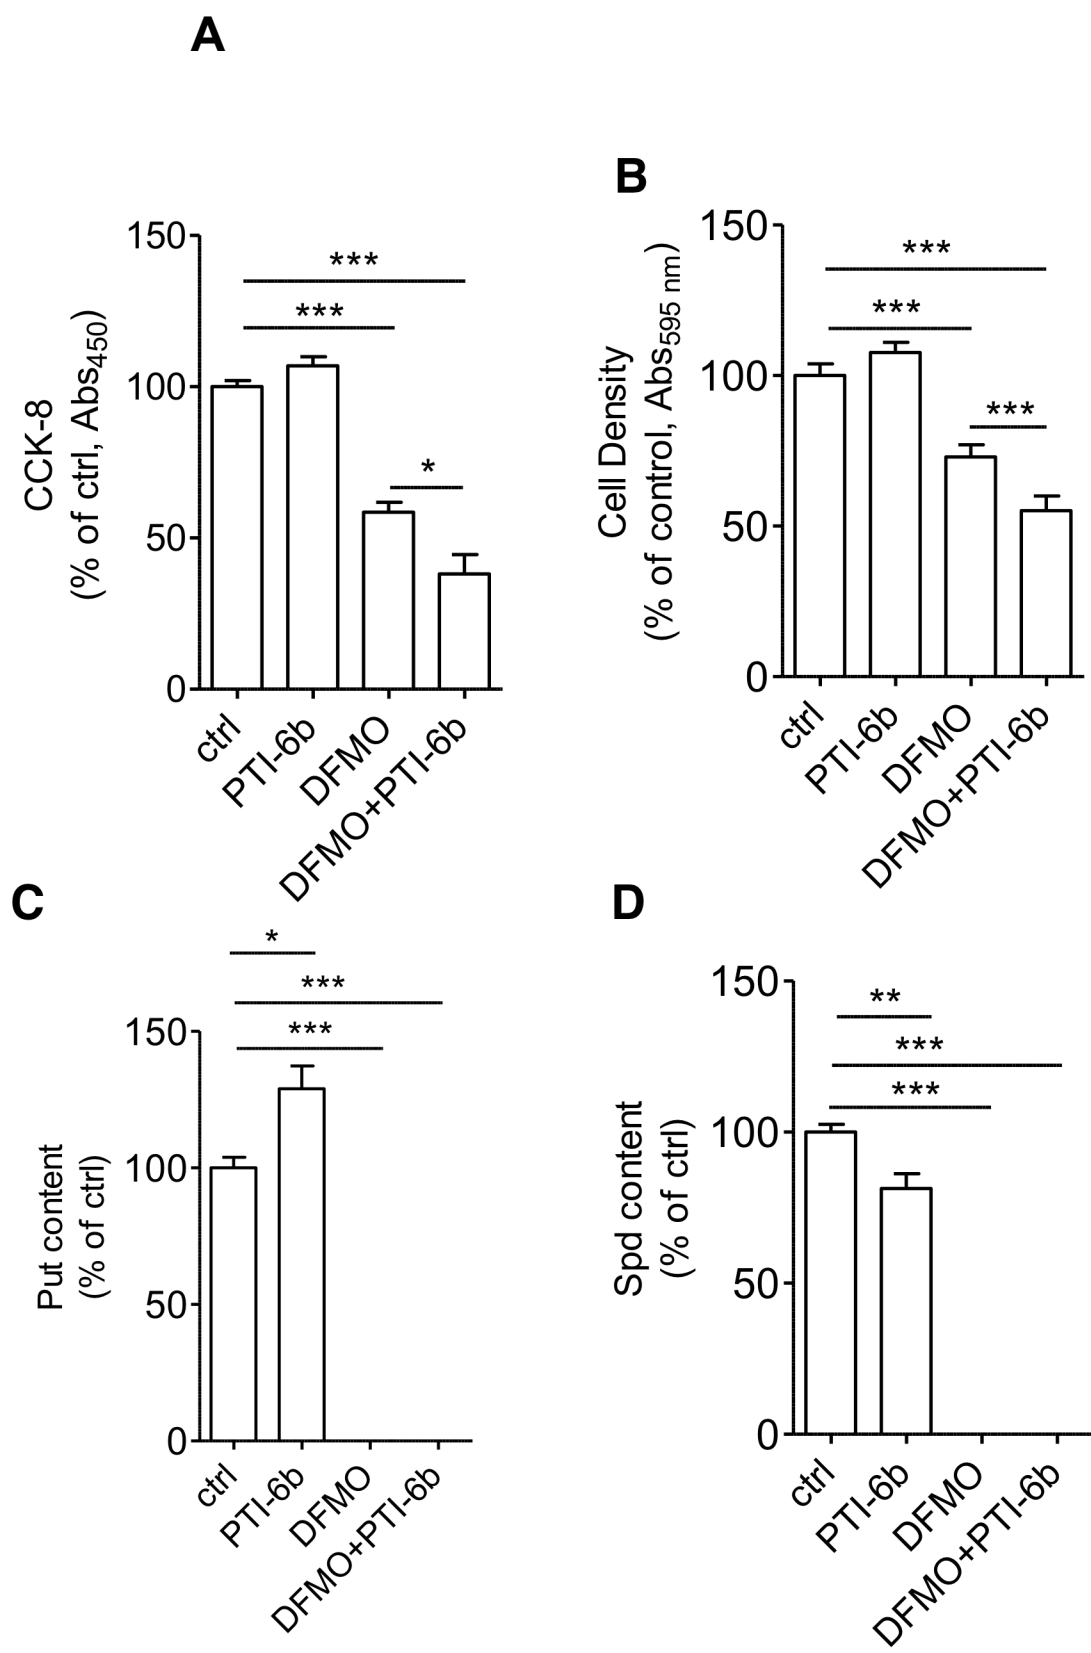 A
CCK-8
(% of ctrl, Abs450)
150
100
50
0
***
***
*
ctrl
PTI-6b
DFMO
DFMO+PTI-6b
B
Cell Density
(% of control, Abs595 nm)
150
100
50
0
***
***
***
ctrl
PTI-6b
DFMO
DFMO+PTI-6b
C
Put content
(% of ctrl)
*
***
***
150
100
50
0
ctrl
PTI-6b
DFMO
DFMO+PTI-6b
D
Spd content
(% of ctrl)
150
100
50
0
**
***
***
ctrl
PTI-6b
DFMO
DFMO+PTI-6b